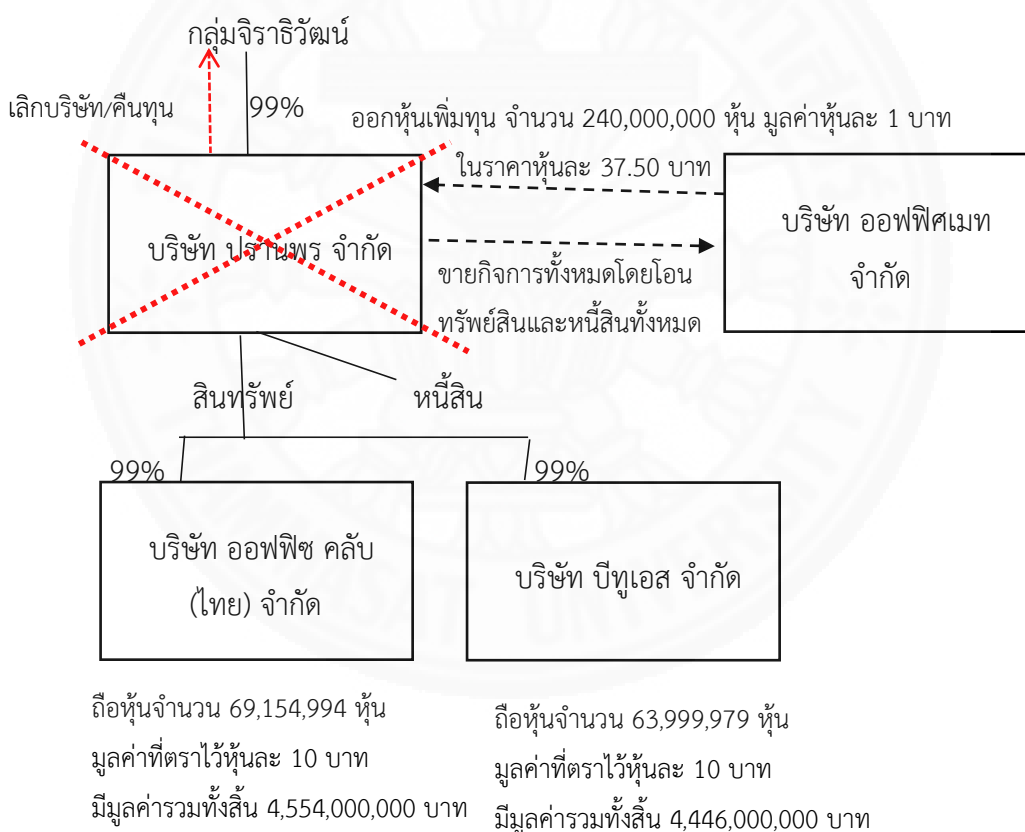 กลุ่มจิราธิวัฒน์
เลิกบริษัท/คืนทุน
99%
ออกหุ้นเพิ่มทุน จำนวน 240,000,000 หุ้น มูลค่าหุ้นละ 1 บาท
ในราคาหุ้นละ 37.50 บาท
บริษัท ปรานพร จำกัด
บริษัท ออฟฟิศเมท
จำกัด
ขายกิจการทั้งหมดโดยโอน
ทรัพย์สินและหนี้สินทั้งหมด
สินทรัพย์
หนี้สิน
99%
99%
บริษัท ออฟฟิซ คลับ
(ไทย) จำกัด
บริษัท บีทูเอส จำกัด
ถือหุ้นจำนวน 69,154,994 หุ้น
มูลค่าที่ตราไว้หุ้นละ 10 บาท
มีมูลค่ารวมทั้งสิ้น 4,554,000,000 บาท
ถือหุ้นจำนวน 63,999,979 หุ้น
มูลค่าที่ตราไว้หุ้นละ 10 บาท
มีมูลค่ารวมทั้งสิ้น 4,446,000,000 บาท